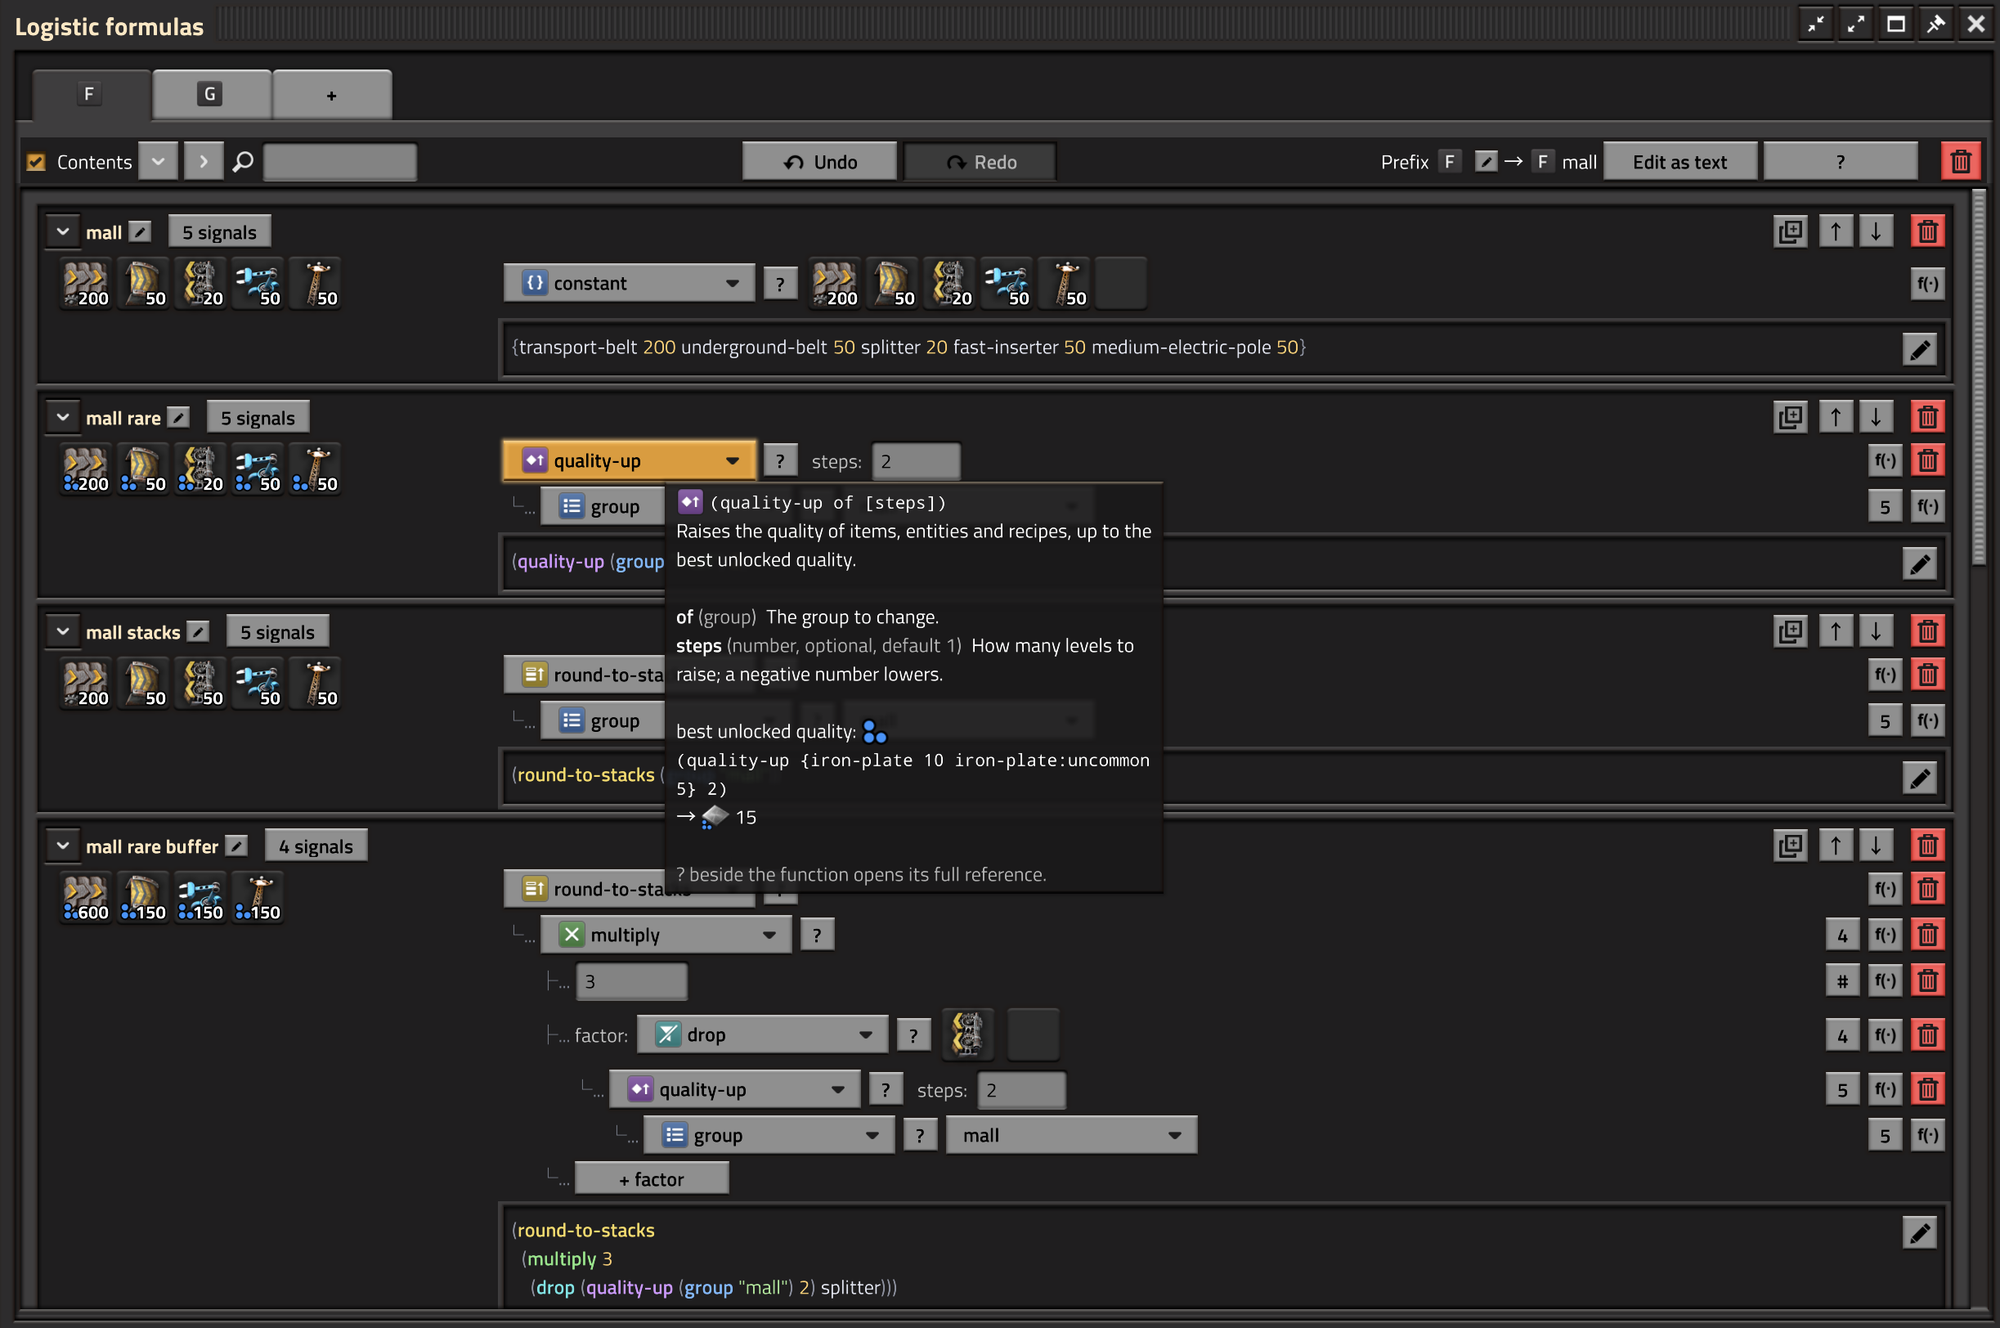 Logistic formulas
F
G
+
Contents
Undo
Redo
Prefix F → F mall
Edit as text
?
mall
5 signals
200 50 20 50 50
{} constant
?
200 50 20 50 50
f(·)
{transport-belt 200 underground-belt 50 splitter 20 fast-inserter 50 medium-electric-pole 50}
mall rare
5 signals
200 50 20 50 50
quality-up
?
steps: 2
f(·)
group
5 f(·)
(quality-up (group
(quality-up of [steps])
Raises the quality of items, entities and recipes, up to the
best unlocked quality.
of (group) The group to change.
steps (number, optional, default 1) How many levels to
raise; a negative number lowers.
best unlocked quality:
(quality-up {iron-plate 10 iron-plate:uncommon
5} 2)
→ 15
? beside the function opens its full reference.
mall stacks
5 signals
200 50 50 50 50
round-to-sta
f(·)
group
5 f(·)
(round-to-stacks (
mall rare buffer
4 signals
600 150 150 150
round-to-stacks
f(·)
multiply
?
4 f(·)
3
# f(·)
factor: drop
?
4 f(·)
quality-up
?
steps: 2
5 f(·)
group
?
mall
5 f(·)
+ factor
(round-to-stacks
(multiply 3
(drop (quality-up (group "mall") 2) splitter)))